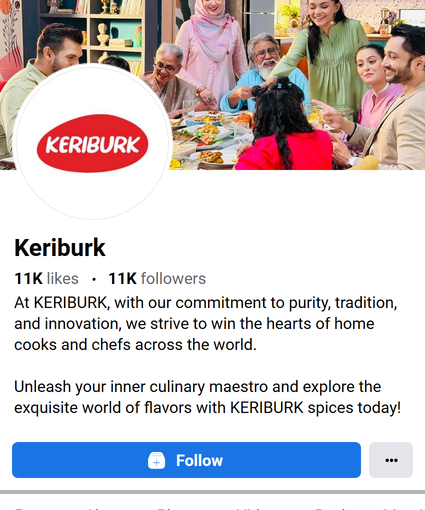 KERIBURK
Keriburk
11K likes · 11K followers
At KERIBURK, with our commitment to purity, tradition,
and innovation, we strive to win the hearts of home
cooks and chefs across the world.
Unleash your inner culinary maestro and explore the
exquisite world of flavors with KERIBURK spices today!
Follow